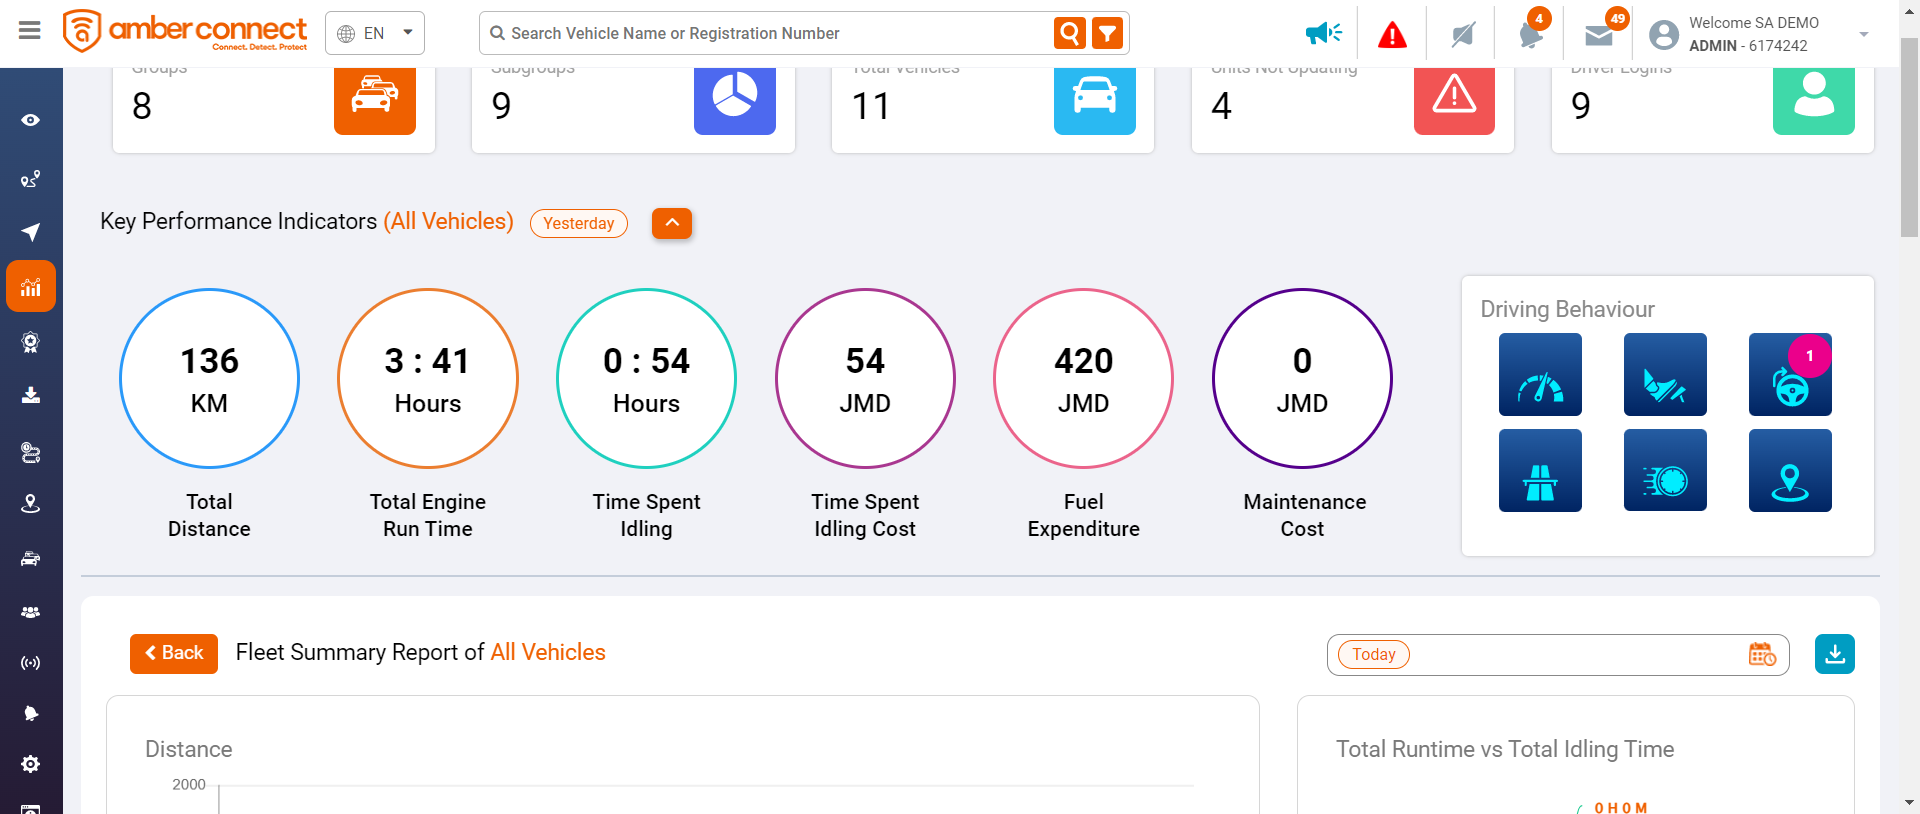 amber connect
Connect. Detect. Protect
EN
Search Vehicle Name or Registration Number
4
49
Welcome SA DEMO
ADMIN - 6174242
Groups
8
Subgroups
9
Total Vehicles
11
Units Not Updating
4
Driver Logins
9
Key Performance Indicators (All Vehicles)
Yesterday
136
KM
Total
Distance
3 : 41
Hours
Total Engine
Run Time
0 : 54
Hours
Time Spent
Idling
54
JMD
Time Spent
Idling Cost
420
JMD
Fuel
Expenditure
0
JMD
Maintenance
Cost
Driving Behaviour
1
Back
Fleet Summary Report of All Vehicles
Today
Distance
2000
Total Runtime vs Total Idling Time
0 H 0 M